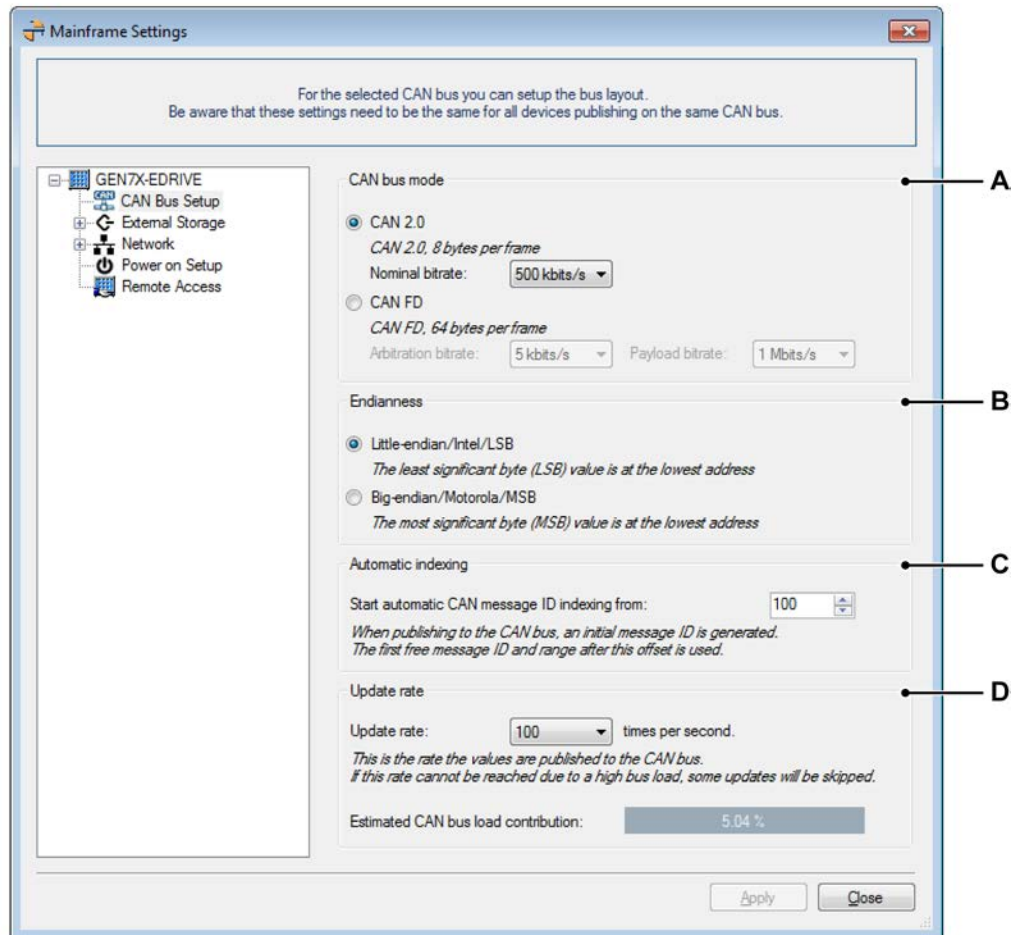 Mainframe Settings
For the selected CAN bus you can setup the bus layout.
Be aware that these settings need to be the same for all devices publishing on the same CAN bus.
GEN7X-EDRIVE
CAN
CAN Bus Setup
External Storage
Network
Power on Setup
Remote Access
CAN bus mode
A
CAN 2.0
CAN 2.0, 8 bytes per frame
Nominal bitrate: 500 kbits/s
CAN FD
CAN FD, 64 bytes per frame
Arbitration bitrate: 5 kbits/s Payload bitrate: 1 Mbits/s
Endianness
B
Little-endian/Intel/LSB
The least significant byte (LSB) value is at the lowest address
Big-endian/Motorola/MSB
The most significant byte (MSB) value is at the lowest address
Automatic indexing
C
Start automatic CAN message ID indexing from: 100
When publishing to the CAN bus, an initial message ID is generated.
The first free message ID and range after this offset is used.
Update rate
D
Update rate: 100 times per second.
This is the rate the values are published to the CAN bus.
If this rate cannot be reached due to a high bus load, some updates will be skipped.
Estimated CAN bus load contribution: 5.04 %
Apply Close